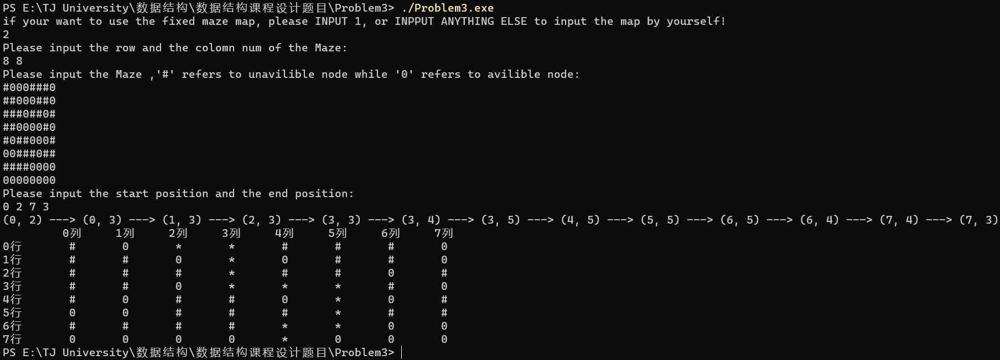 PS E:\TJ University\数据结构\数据结构课程设计题目\Problem3> ./Problem3.exe
if your want to use the fixed maze map, please INPUT 1, or INPPUT ANYTHING ELSE to input the map by yourself!
2
Please input the row and the colomn num of the Maze:
8 8
Please input the Maze ,'#' refers to unavilible node while '0' refers to avilible node:
#000###0
##000##0
###0##0#
##0000#0
#0##000#
00###0##
####0000
00000000
Please input the start position and the end position:
0 2 7 3
(0, 2) ---> (0, 3) ---> (1, 3) ---> (2, 3) ---> (3, 3) ---> (3, 4) ---> (3, 5) ---> (4, 5) ---> (5, 5) ---> (6, 5) ---> (6, 4) ---> (7, 4) ---> (7, 3)
0列 1列 2列 3列 4列 5列 6列 7列
0行 # 0 * * # # # 0
1行 # # 0 * 0 # # 0
2行 # # # * # # 0 #
3行 # # 0 * * * # 0
4行 # 0 # # 0 * 0 #
5行 0 0 # # # * # #
6行 # # # # * * 0 0
7行 0 0 0 0 * 0 0 0
PS E:\TJ University\数据结构\数据结构课程设计题目\Problem3>